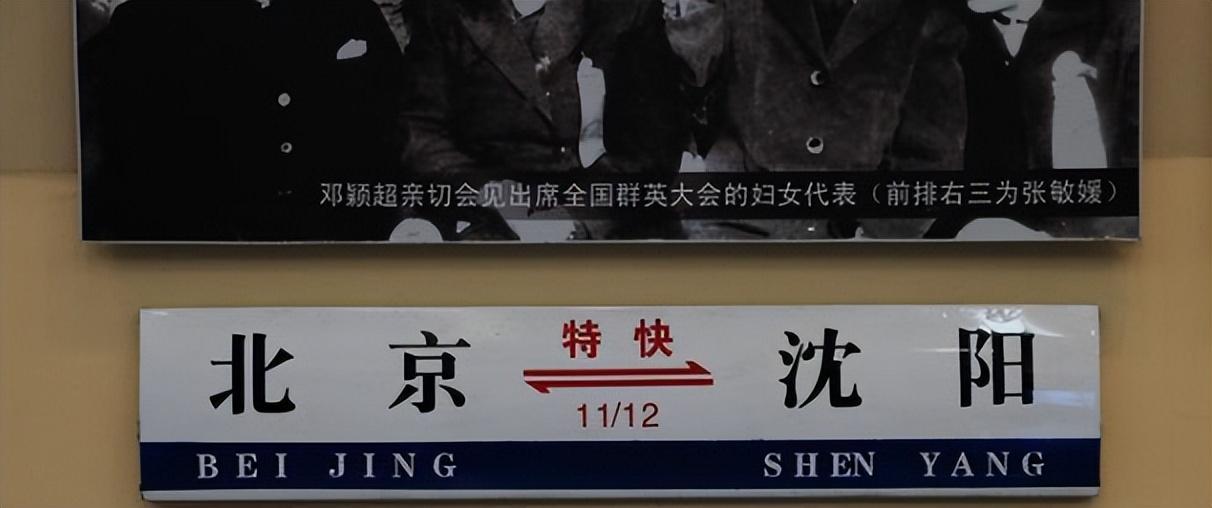 邓颖超亲切会见出席全国群英大会的妇女代表（前排右三为张敏媛）
特快
北京 沈阳
11/12
BEI JING SHEN YANG